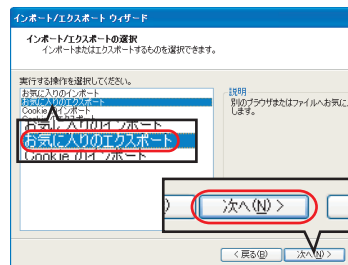 インポート/エクスポート ウィザード
インポート/エクスポートの選択
インポートまたはエクスポートするものを選択できます。
実行する操作を選択してください。
お気に入りのインポート
お気に入りのエクスポート
Cookie のインポート
お気に入りのインポート
お気に入りのエクスポート
Cookie のインポート
説明
別のブラウザまたはファイルへお気に
します。
次へ(N) >
< 戻る(B)
次へ(N) >